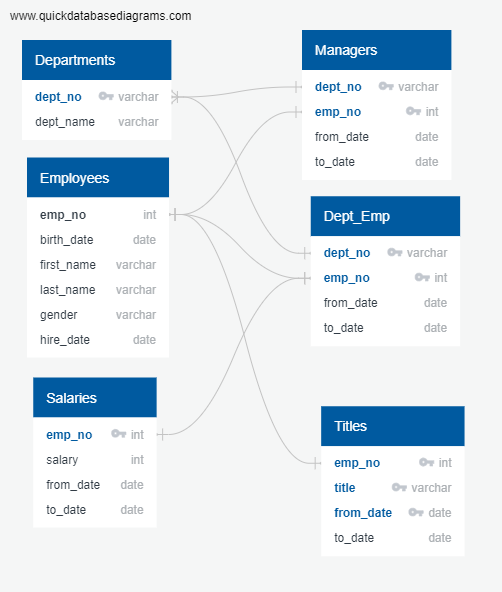 www.quickdatabasediagrams.com
Departments
dept_no varchar
dept_name varchar
Employees
emp_no int
birth_date date
first_name varchar
last_name varchar
gender varchar
hire_date date
Salaries
emp_no int
salary int
from_date date
to_date date
Managers
dept_no varchar
emp_no int
from_date date
to_date date
Dept_Emp
dept_no varchar
emp_no int
from_date date
to_date date
Titles
emp_no int
title varchar
from_date date
to_date date